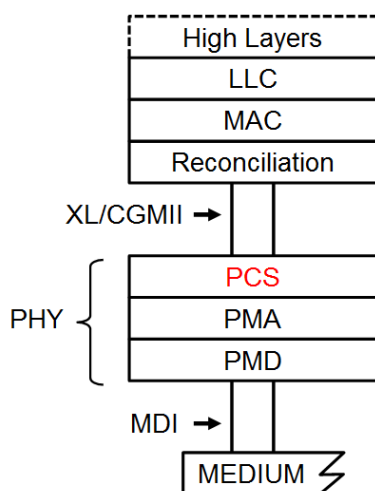 High Layers
LLC
MAC
Reconciliation
XL/CGMII
PCS
PHY
PMA
PMD
MDI
MEDIUM